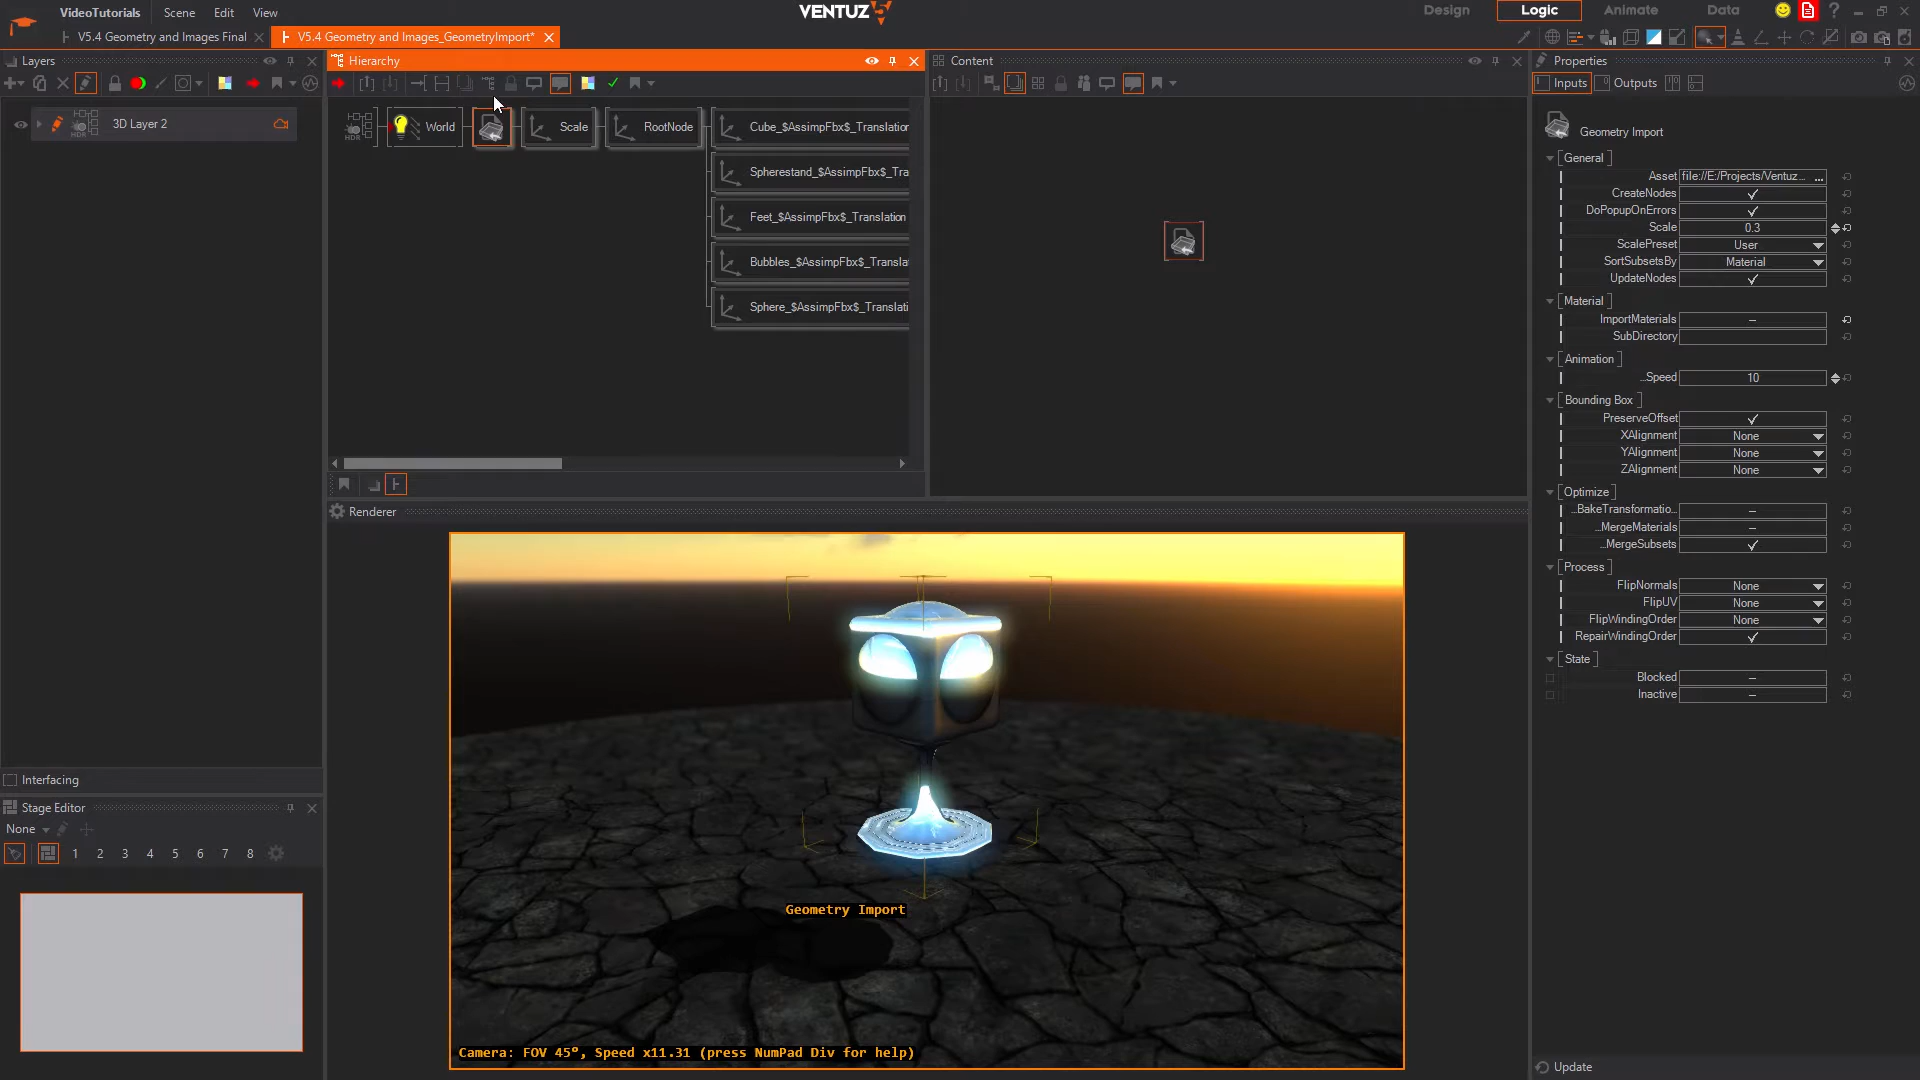 VideoTutorials Scene Edit View
VENTUZ 5
Design Logic Animate Data
V5.4 Geometry and Images Final
V5.4 Geometry and Images_GeometryImport*
Layers
3D Layer 2
Interfacing
Stage Editor
None
1 2 3 4 5 6 7 8
Hierarchy
HDR
World
Scale
RootNode
Cube_$AssimpFbx$_Translation
Spherestand_$AssimpFbx$_Tra
Feet_$AssimpFbx$_Translation
Bubbles_$AssimpFbx$_Translat
Sphere_$AssimpFbx$_Translati
Content
Renderer
Geometry Import
Camera: FOV 45°, Speed x11.31 (press NumPad Div for help)
Properties
Inputs Outputs
Geometry Import
General
Asset file://E:/Projects/Ventuz... ...
CreateNodes
DoPopupOnErrors
Scale 0.3
ScalePreset User
SortSubsetsBy Material
UpdateNodes
Material
ImportMaterials
SubDirectory
Animation
...Speed 10
Bounding Box
PreserveOffset
XAlignment None
YAlignment None
ZAlignment None
Optimize
...BakeTransformatio...
...MergeMaterials
...MergeSubsets
Process
FlipNormals None
FlipUV None
FlipWindingOrder None
RepairWindingOrder
State
Blocked
Inactive
Update